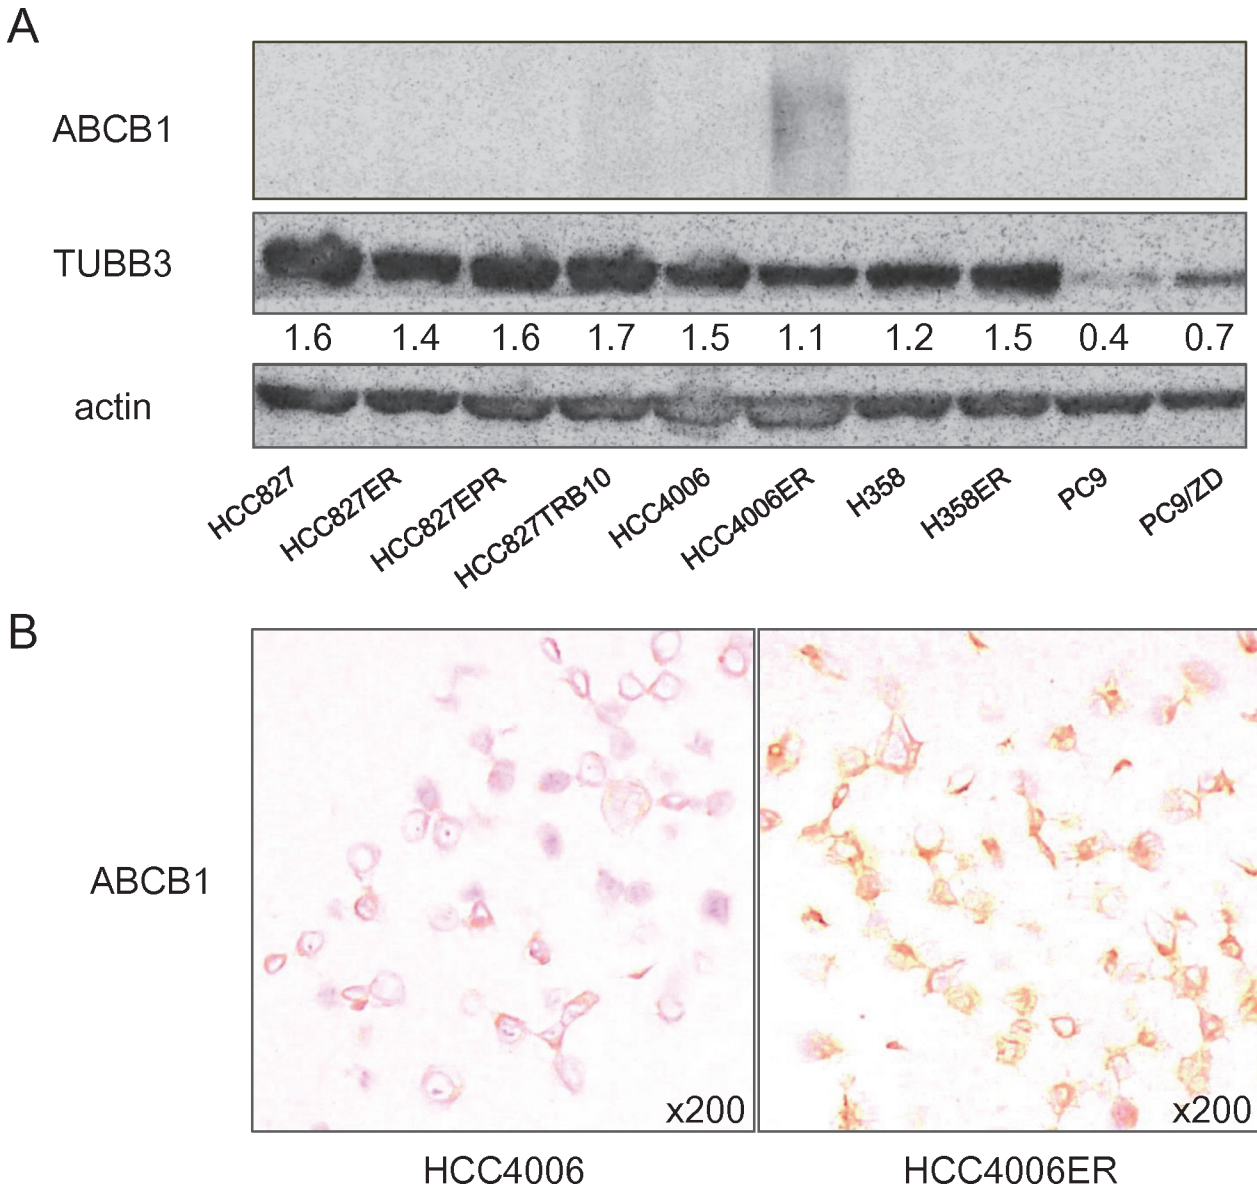 A
ABCB1
TUBB3
1.6 1.4 1.6 1.7 1.5 1.1 1.2 1.5 0.4 0.7
actin
HCC827 HCC827ER HCC827EPR HCC827TRB10 HCC4006 HCC4006ER H358 H358ER PC9 PC9/ZD
B
ABCB1
x200 x200
HCC4006 HCC4006ER